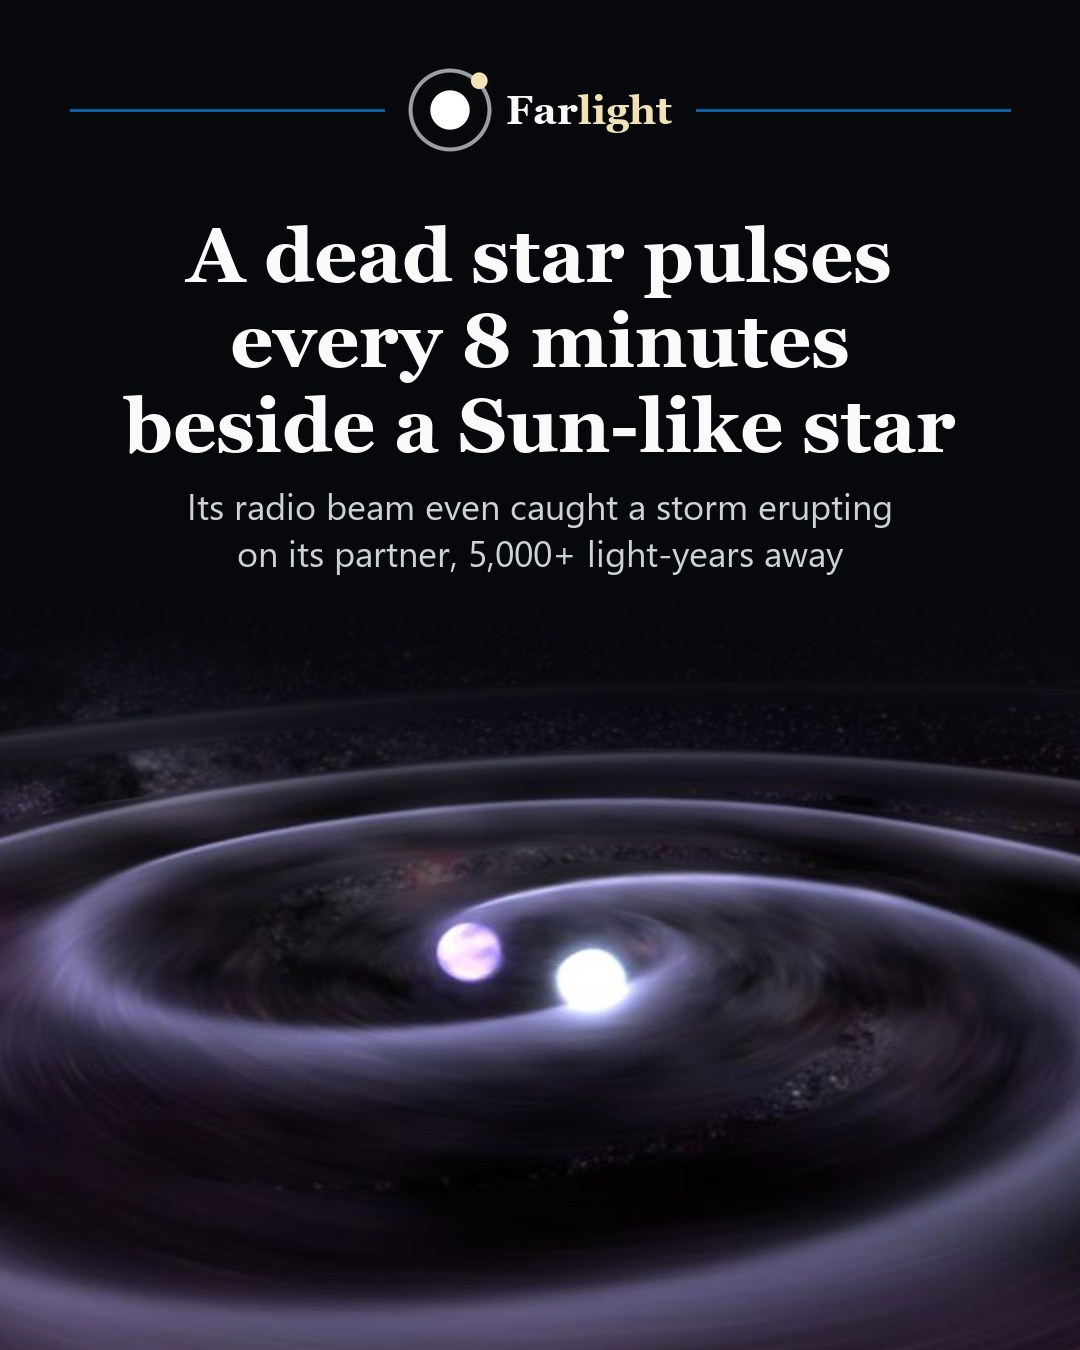 Farlight
A dead star pulses
every 8 minutes
beside a Sun-like star
Its radio beam even caught a storm erupting
on its partner, 5,000+ light-years away